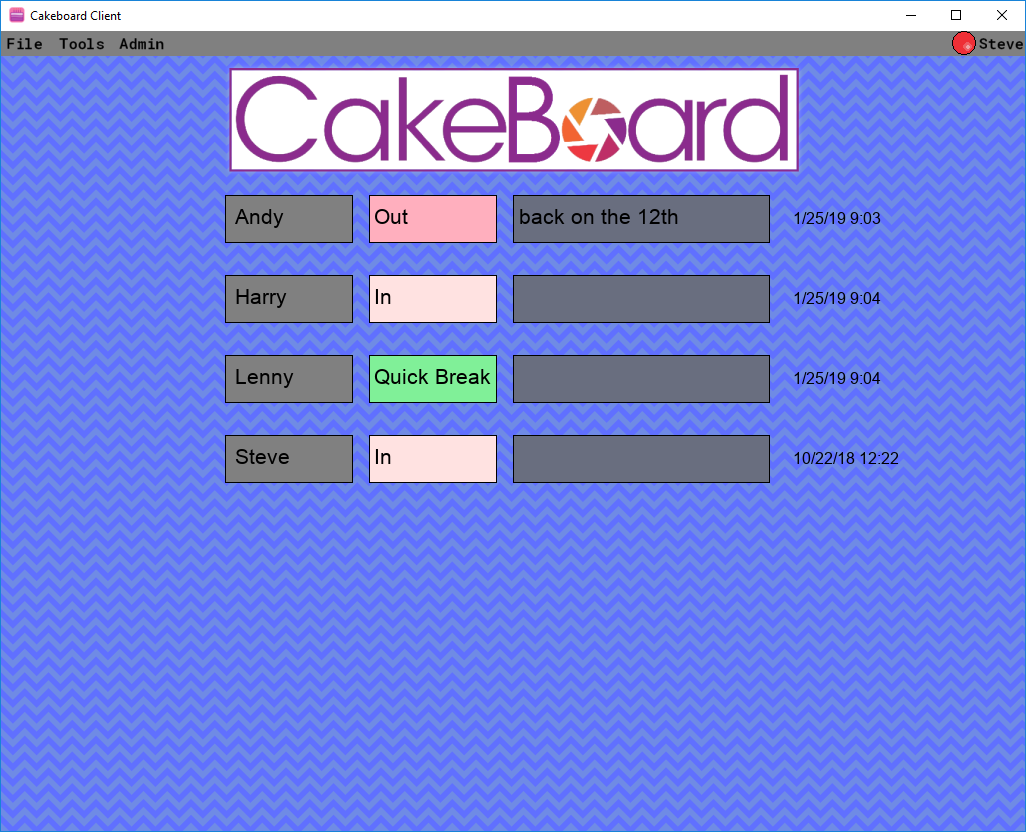 Cakeboard Client
File Tools Admin Steve
CakeBoard
Andy Out back on the 12th 1/25/19 9:03
Harry In 1/25/19 9:04
Lenny Quick Break 1/25/19 9:04
Steve In 10/22/18 12:22